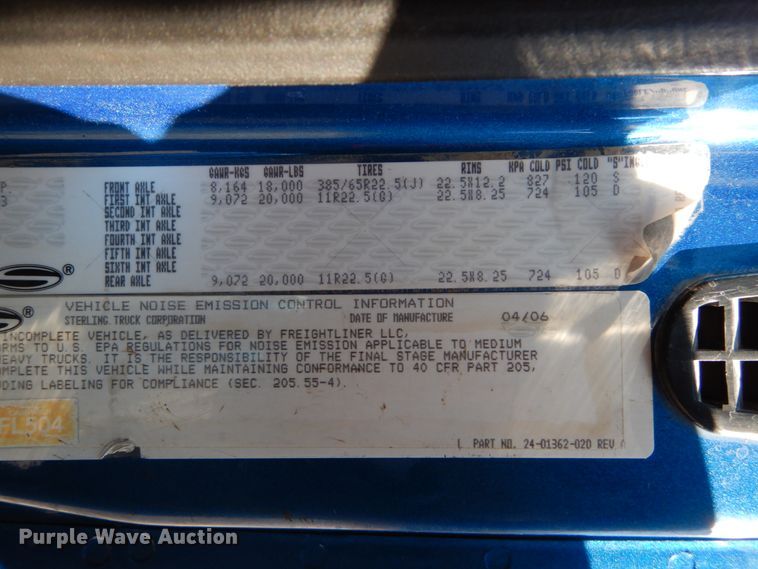 GAWR-KGS GAWR-LBS TIRES RIMS KPA COLD PSI COLD "S"
FRONT AXLE 8,164 18,000 385/65R22.5(J) 22.5X12.2 827 120 S
FIRST INT AXLE 9,072 20,000 11R22.5(G) 22.5X8.25 724 105 D
SECOND INT AXLE
THIRD INT AXLE
FOURTH INT AXLE
FIFTH INT AXLE
SIXTH INT AXLE
REAR AXLE 9,072 20,000 11R22.5(G) 22.5X8.25 724 105 D
®
®
VEHICLE NOISE EMISSION CONTROL INFORMATION
STERLING TRUCK CORPORATION DATE OF MANUFACTURE 04/06
INCOMPLETE VEHICLE, AS DELIVERED BY FREIGHTLINER LLC,
RMS TO U.S. EPA REGULATIONS FOR NOISE EMISSION APPLICABLE TO MEDIUM
HEAVY TRUCKS. IT IS THE RESPONSIBILITY OF THE FINAL STAGE MANUFACTURER
COMPLETE THIS VEHICLE WHILE MAINTAINING CONFORMANCE TO 40 CFR PART 205,
DING LABELING FOR COMPLIANCE (SEC. 205.55-4).
FL504
PART NO. 24-01362-020 REV A
Purple Wave Auction